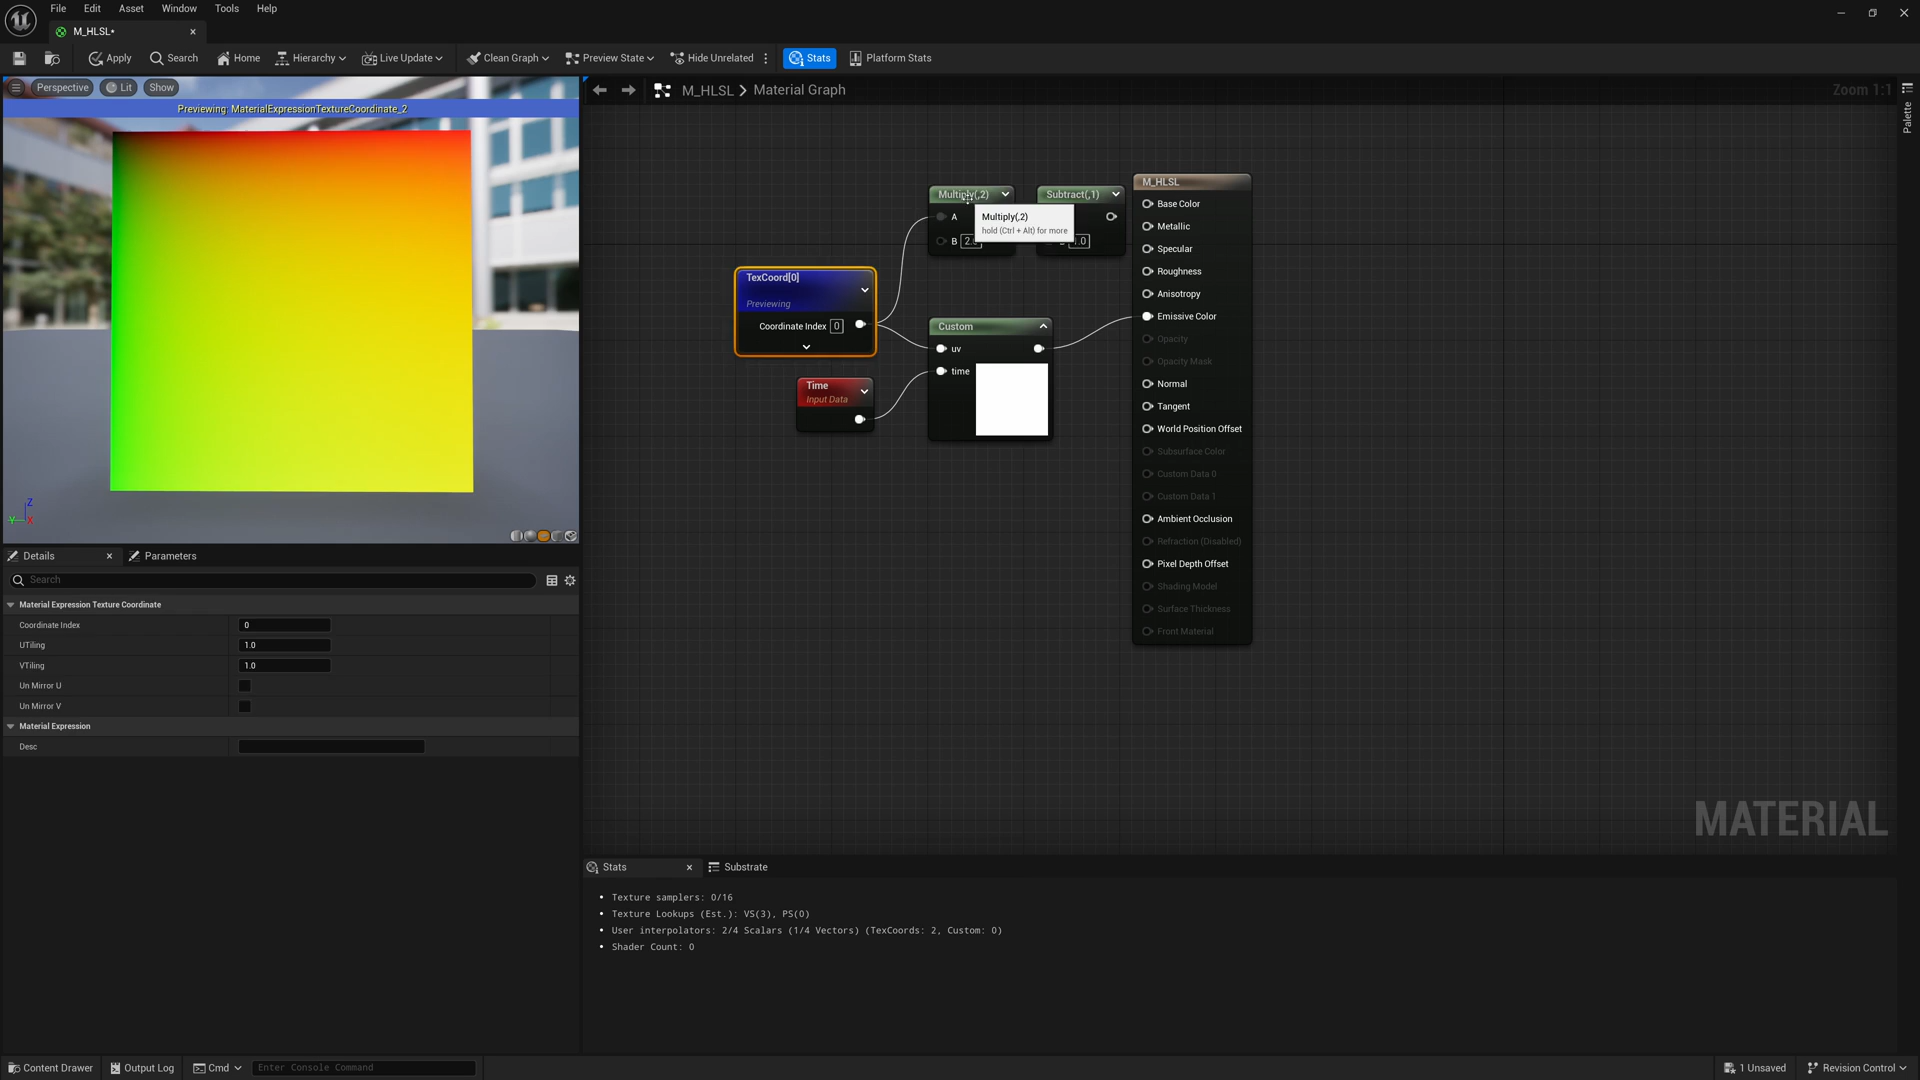 File Edit Asset Window Tools Help
M_HLSL•
Apply Search Home Hierarchy Live Update Clean Graph Preview State Hide Unrelated Stats Platform Stats
Perspective Lit Show
Previewing: MaterialExpressionTextureCoordinate_2
M_HLSL > Material Graph
Zoom 1:1
Palette
Multiply(,2)
A
B 2.
Multiply(,2)
hold (Ctrl + Alt) for more
Subtract(,1)
TexCoord[0]
Previewing
Coordinate Index 0
Time
Input Data
Custom
uv
time
M_HLSL
Base Color
Metallic
Specular
Roughness
Anisotropy
Emissive Color
Opacity
Opacity Mask
Normal
Tangent
World Position Offset
Subsurface Color
Custom Data 0
Custom Data 1
Ambient Occlusion
Refraction (Disabled)
Pixel Depth Offset
Shading Model
Surface Thickness
Front Material
MATERIAL
Z
Y X
Details Parameters
Search
Material Expression Texture Coordinate
Coordinate Index 0
UTiling 1.0
VTiling 1.0
Un Mirror U
Un Mirror V
Material Expression
Desc
Stats Substrate
• Texture samplers: 0/16
• Texture Lookups (Est.): VS(3), PS(0)
• User interpolators: 2/4 Scalars (1/4 Vectors) (TexCoords: 2, Custom: 0)
• Shader Count: 0
Content Drawer Output Log Cmd Enter Console Command 1 Unsaved Revision Control